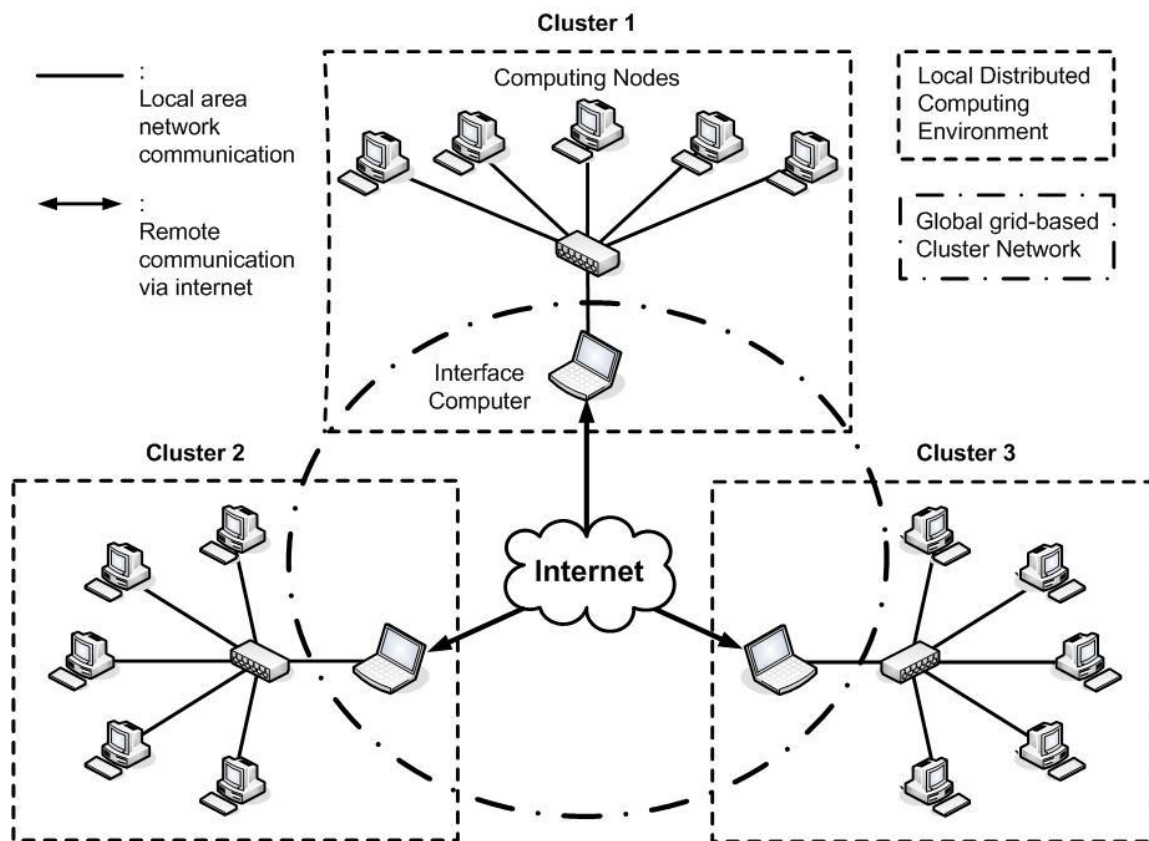 Cluster 1
:
Local area
network
communication
:
Remote
communication
via internet
Computing Nodes
Local Distributed
Computing
Environment
Global grid-based
Cluster Network
Interface
Computer
Cluster 2
Cluster 3
Internet